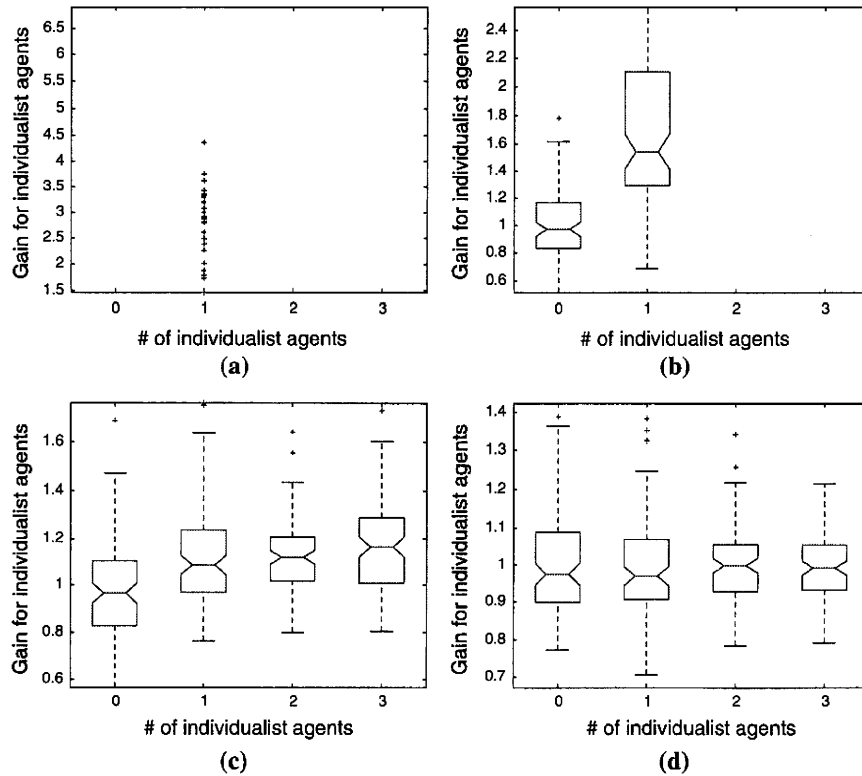 Gain for individualist agents
6.5
6
5.5
5
4.5
4
3.5
3
2.5
2
1.5
0 1 2 3
# of individualist agents
(a)
Gain for individualist agents
2.4
2.2
2
1.8
1.6
1.4
1.2
1
0.8
0.6
0 1 2 3
# of individualist agents
(b)
Gain for individualist agents
1.6
1.4
1.2
1
0.8
0.6
0 1 2 3
# of individualist agents
(c)
Gain for individualist agents
1.4
1.3
1.2
1.1
1
0.9
0.8
0.7
0 1 2 3
# of individualist agents
(d)